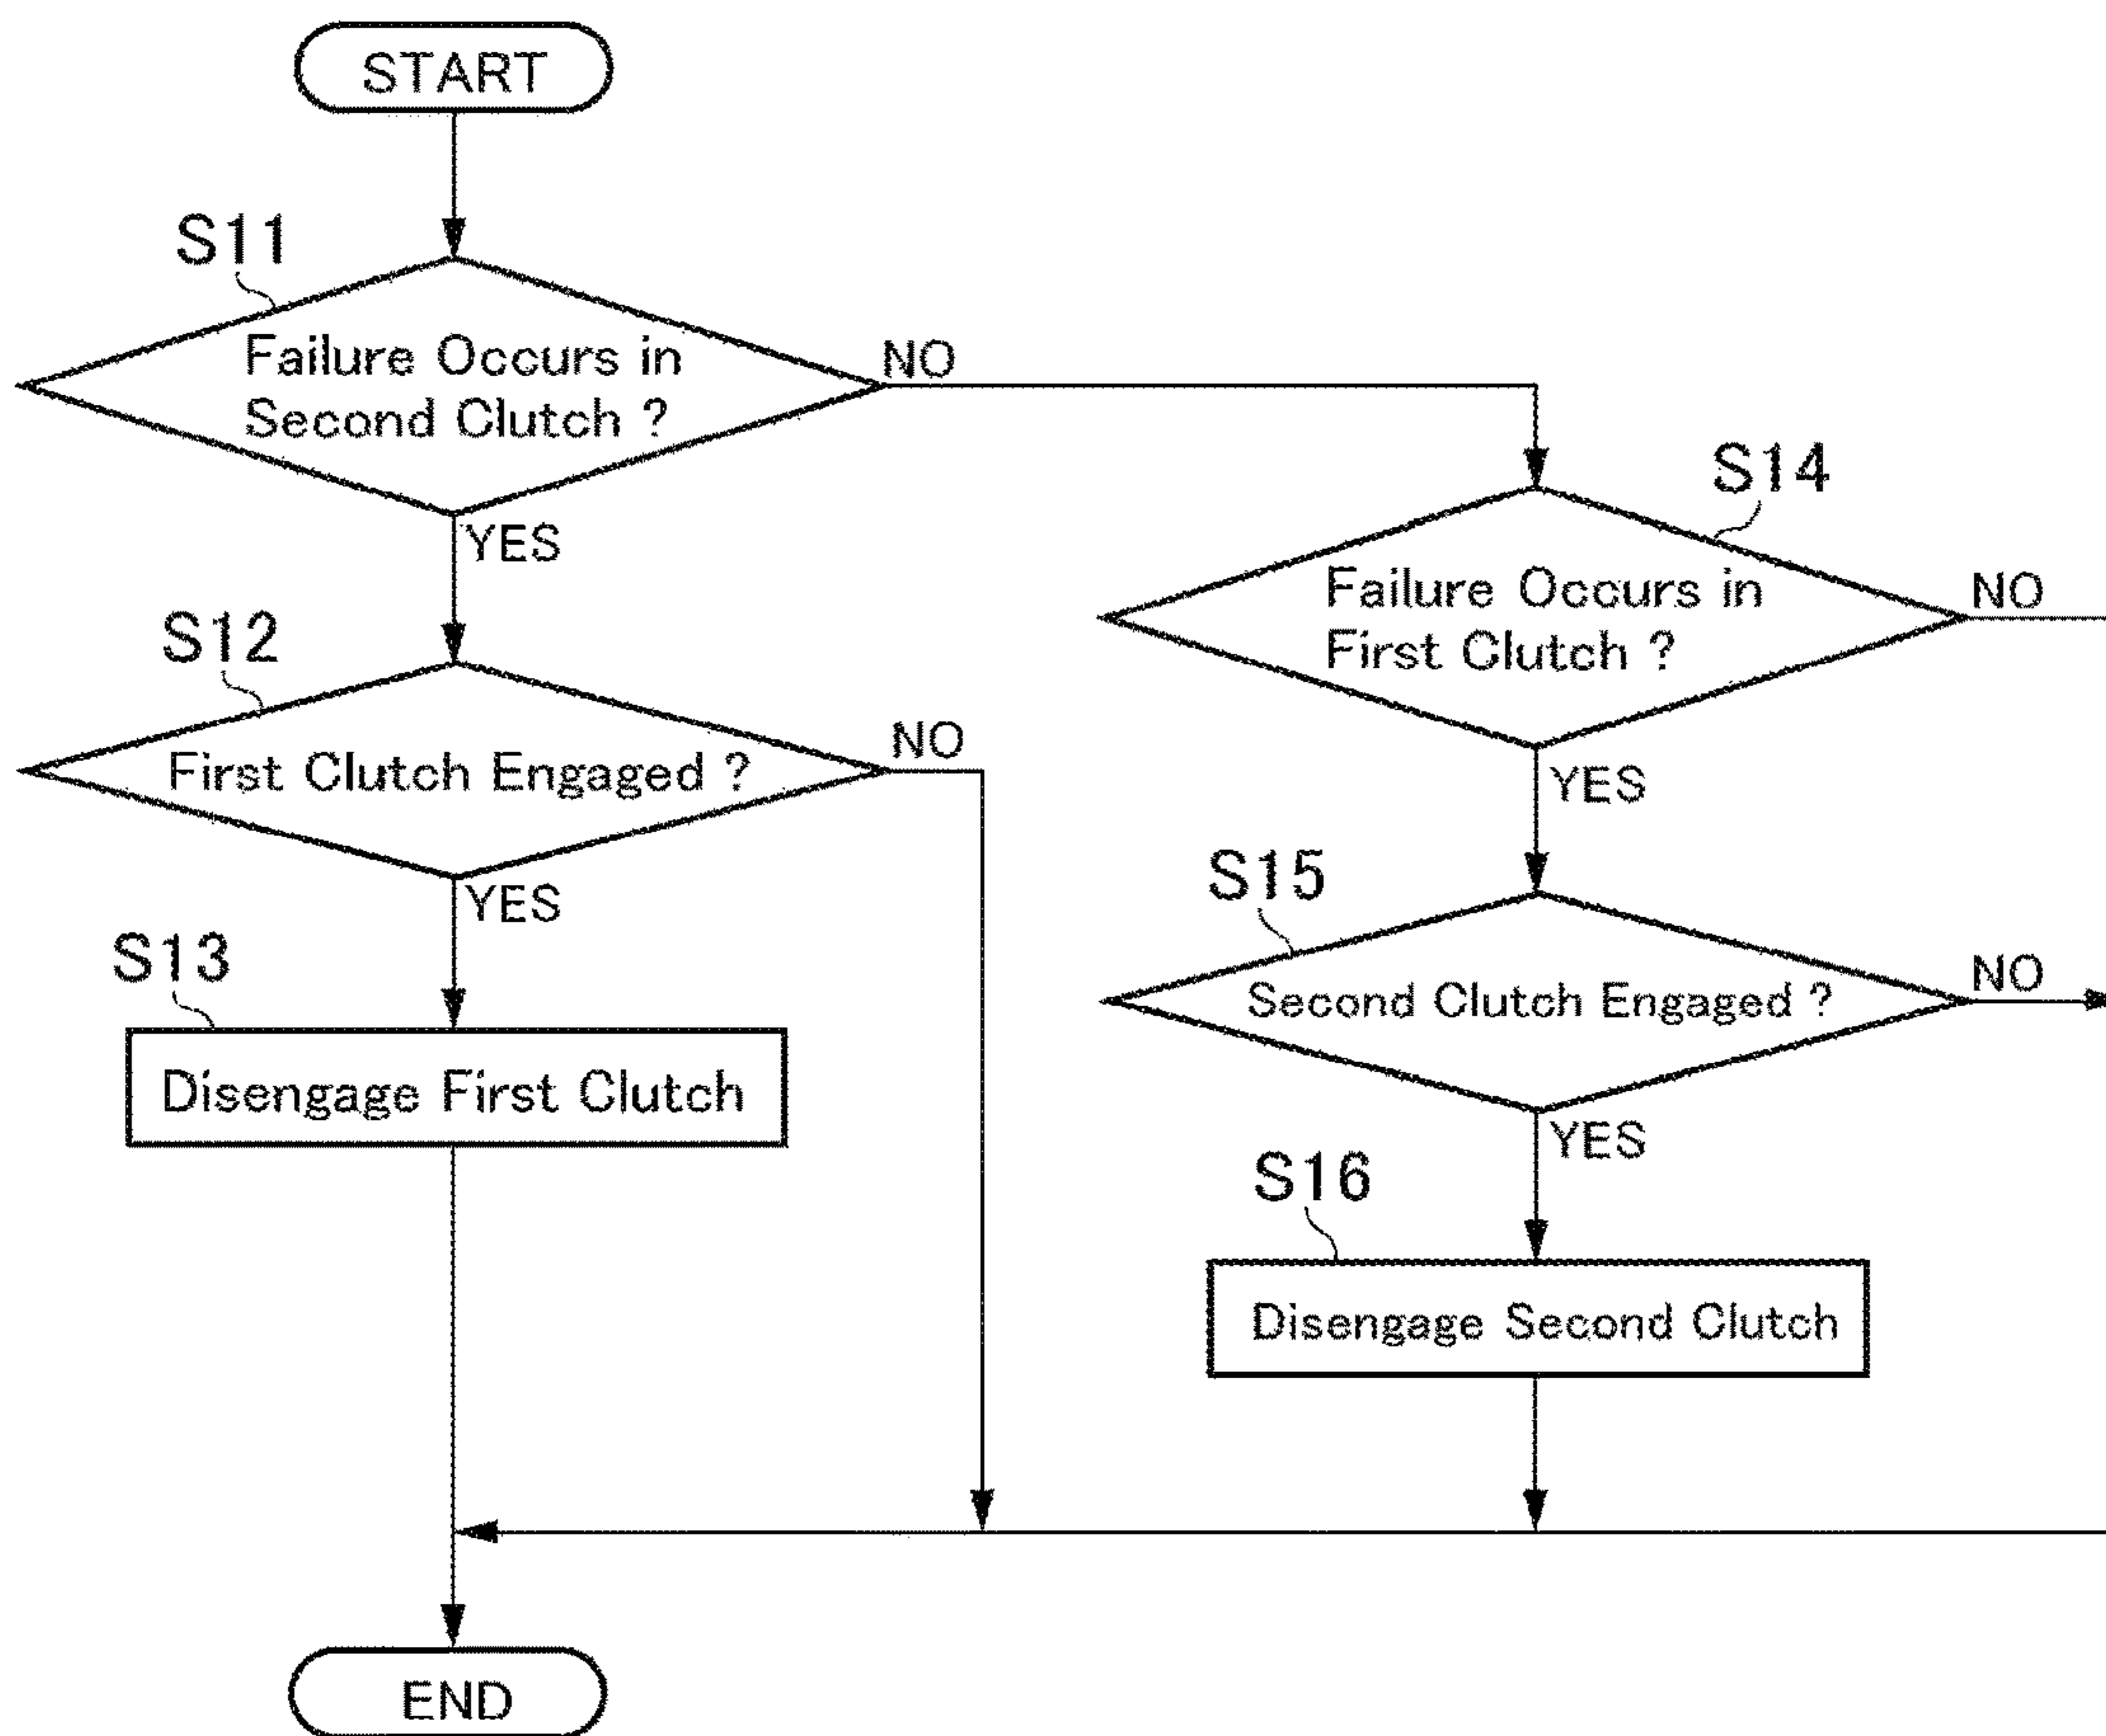 START
S11
Failure Occurs in
Second Clutch ?
NO
YES
S12
First Clutch Engaged ?
NO
YES
S13
Disengage First Clutch
S14
Failure Occurs in
First Clutch ?
NO
YES
S15
Second Clutch Engaged ?
NO
YES
S16
Disengage Second Clutch
END